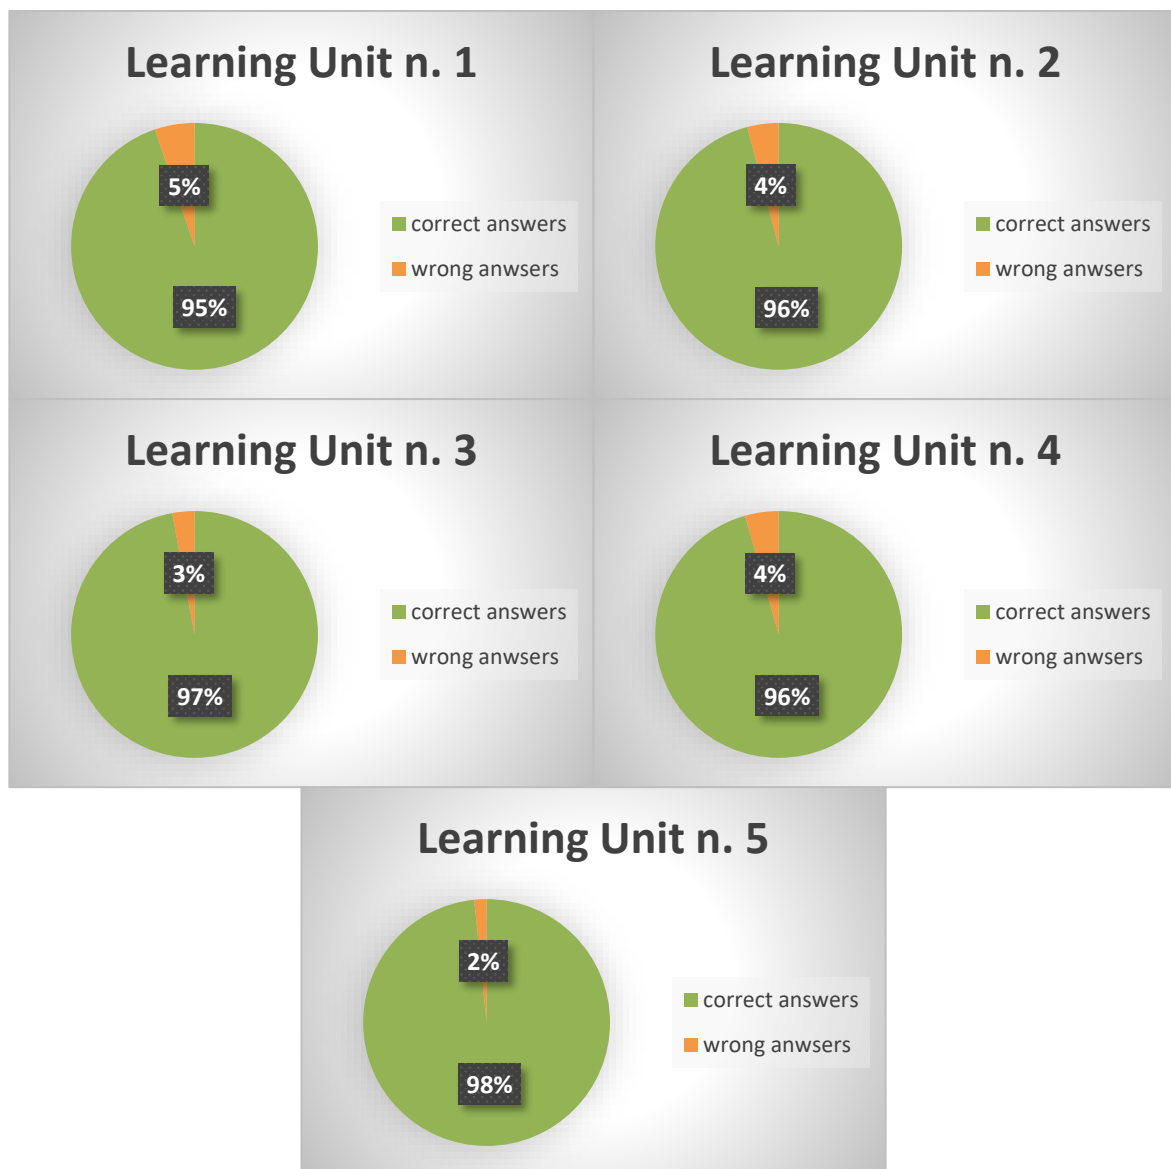 Learning Unit n. 1
5%
correct answers
wrong anwsers
95%
Learning Unit n. 2
4%
correct answers
wrong anwsers
96%
Learning Unit n. 3
3%
correct answers
wrong anwsers
97%
Learning Unit n. 4
4%
correct answers
wrong anwsers
96%
Learning Unit n. 5
2%
correct answers
wrong anwsers
98%